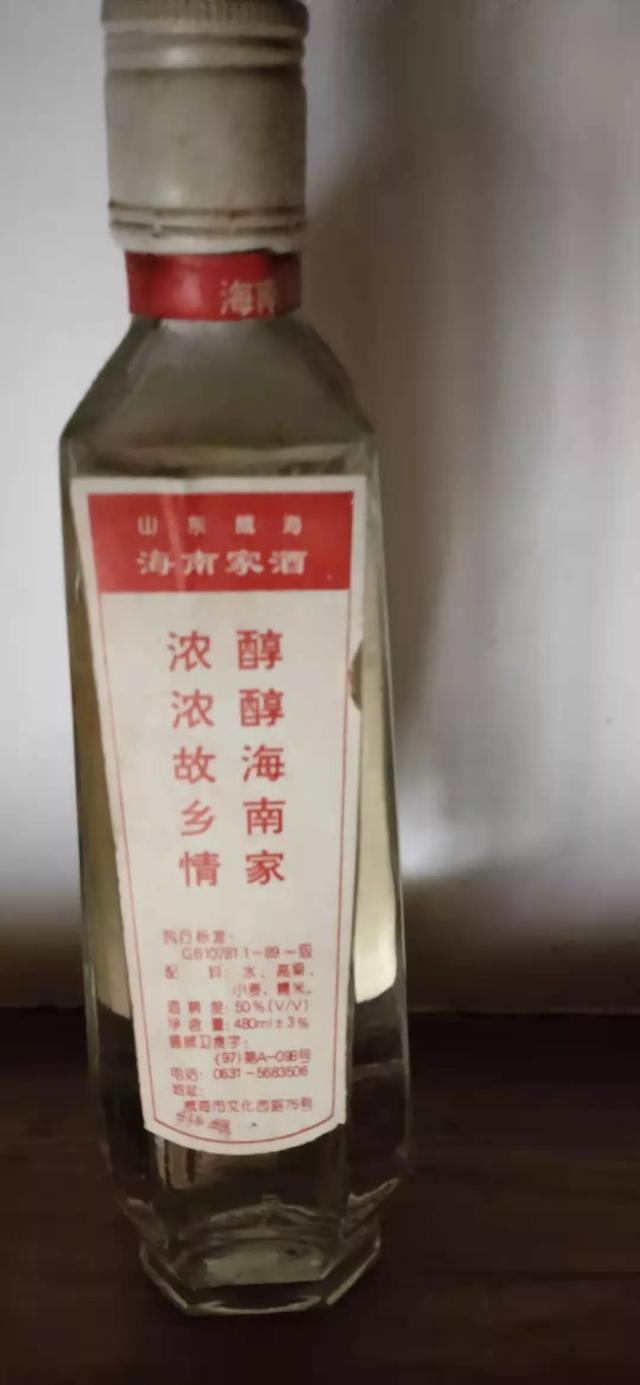 海南
山东威海
海南家酒
醇醇海南家
浓浓故乡情
执行标准:
GB10781 1-89一级
配 料: 水、高粱、
小麦、糯米。
酒精度: 50%(V/V)
净含量: 480ml±3%
鲁威卫食字:
(97)第A-098号
电话: 0631-5683506
地址:
威海市文化西路75号